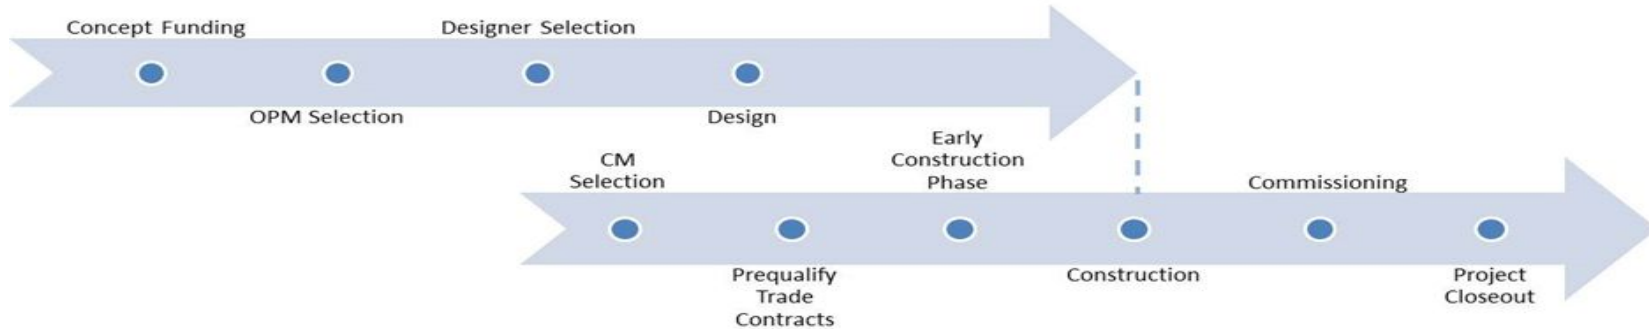 Concept Funding
OPM Selection
Designer Selection
Design
CM
Selection
Prequalify
Trade
Contracts
Early
Construction
Phase
Construction
Commissioning
Project
Closeout